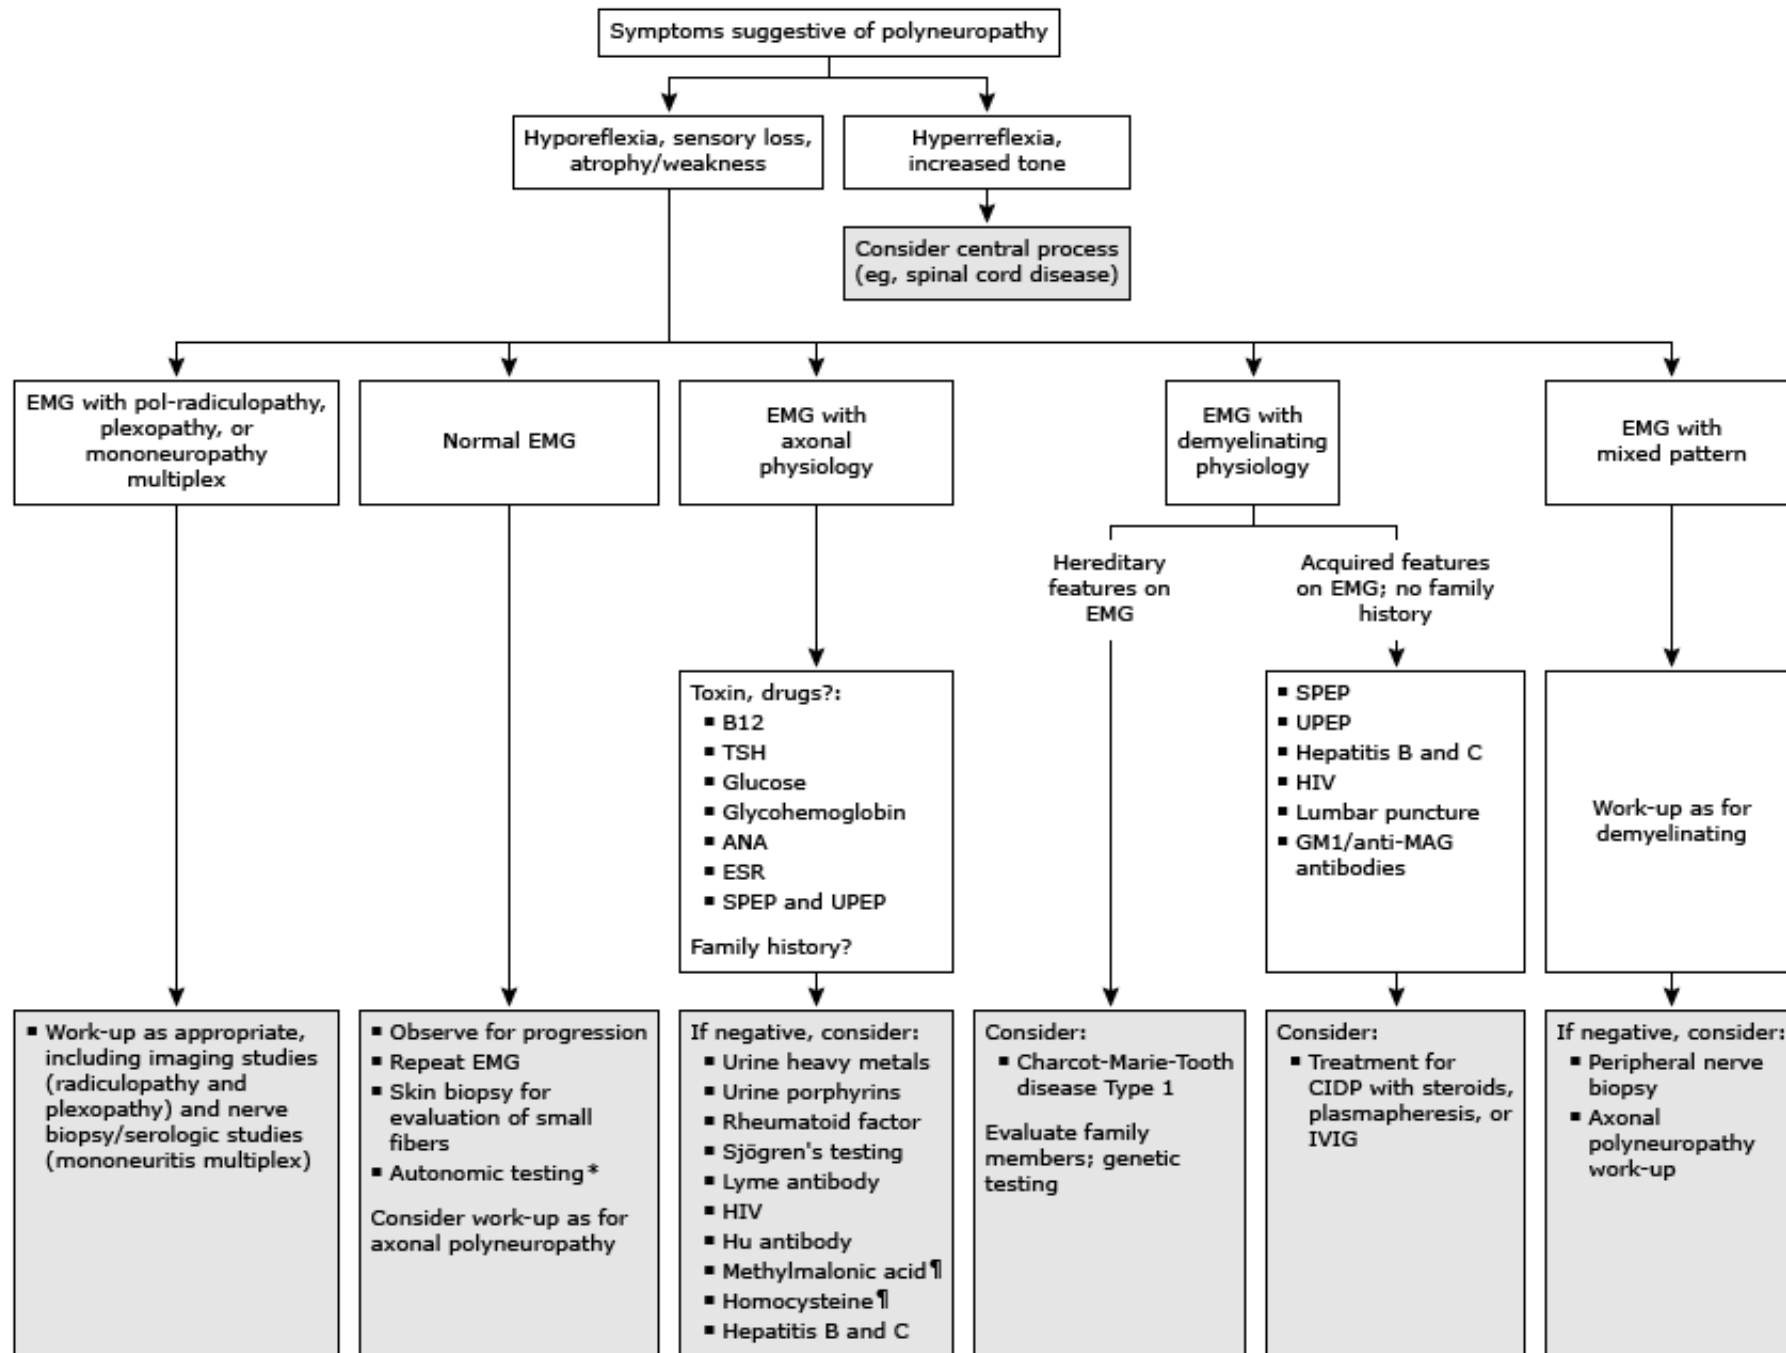 Symptoms suggestive of polyneuropathy
Hyporeflexia, sensory loss,
atrophy/weakness
Hyperreflexia,
increased tone
Consider central process
(eg, spinal cord disease)
EMG with pol-radiculopathy,
plexopathy, or
mononeuropathy
multiplex
Normal EMG
EMG with
axonal
physiology
EMG with
demyelinating
physiology
EMG with
mixed pattern
Hereditary
features on
EMG
Acquired features
on EMG; no family
history
Toxin, drugs?:
▪ B12
▪ TSH
▪ Glucose
▪ Glycohemoglobin
▪ ANA
▪ ESR
▪ SPEP and UPEP
Family history?
▪ SPEP
▪ UPEP
▪ Hepatitis B and C
▪ HIV
▪ Lumbar puncture
▪ GM1/anti-MAG
antibodies
Work-up as for
demyelinating
▪ Work-up as appropriate,
including imaging studies
(radiculopathy and
plexopathy) and nerve
biopsy/serologic studies
(mononeuritis multiplex)
▪ Observe for progression
▪ Repeat EMG
▪ Skin biopsy for
evaluation of small
fibers
▪ Autonomic testing*
Consider work-up as for
axonal polyneuropathy
If negative, consider:
▪ Urine heavy metals
▪ Urine porphyrins
▪ Rheumatoid factor
▪ Sjögren's testing
▪ Lyme antibody
▪ HIV
▪ Hu antibody
▪ Methylmalonic acid¶
▪ Homocysteine¶
▪ Hepatitis B and C
Consider:
▪ Charcot-Marie-Tooth
disease Type 1
Evaluate family
members; genetic
testing
Consider:
▪ Treatment for
CIDP with steroids,
plasmapheresis, or
IVIG
If negative, consider:
▪ Peripheral nerve
biopsy
▪ Axonal
polyneuropathy
work-up